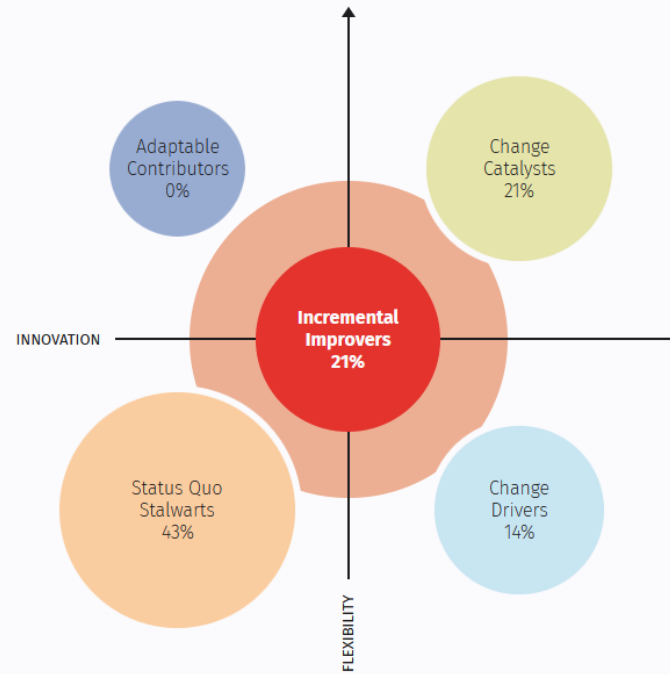 Adaptable
Contributors
0%
Change
Catalysts
21%
Incremental
Improvers
21%
INNOVATION
Status Quo
Stalwarts
43%
Change
Drivers
14%
FLEXIBILITY